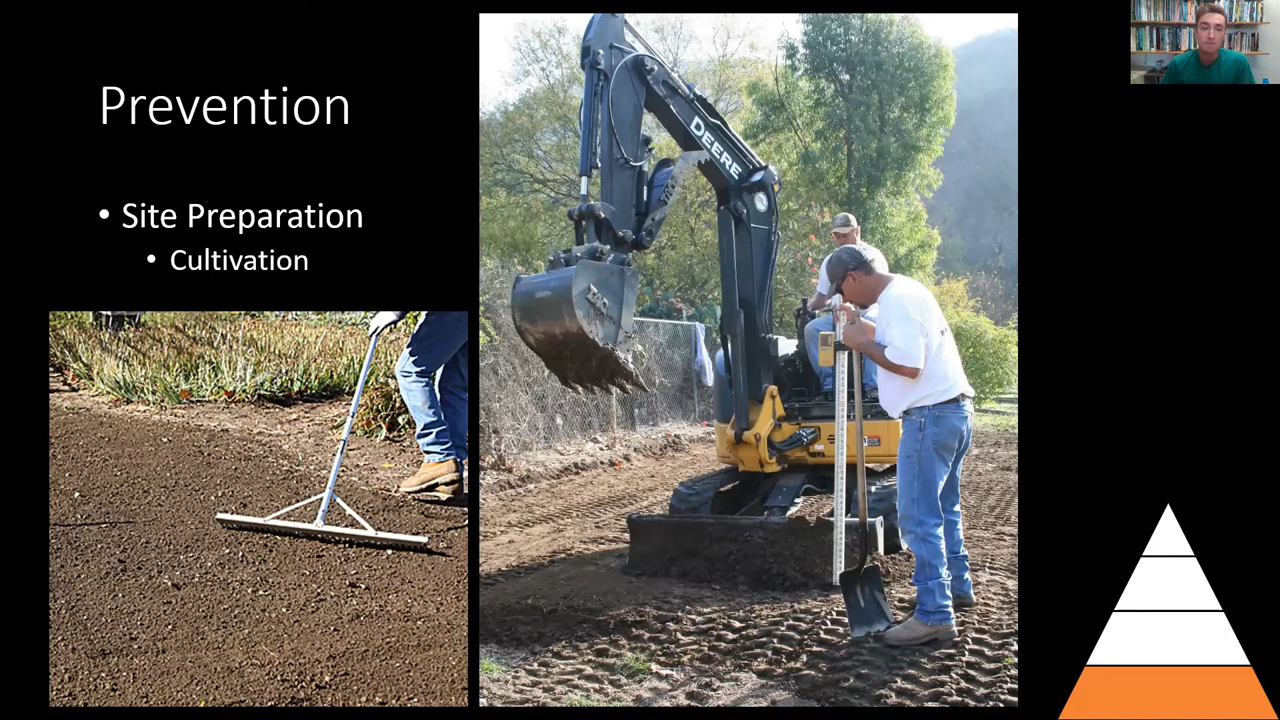 Prevention
• Site Preparation
• Cultivation
DEERE